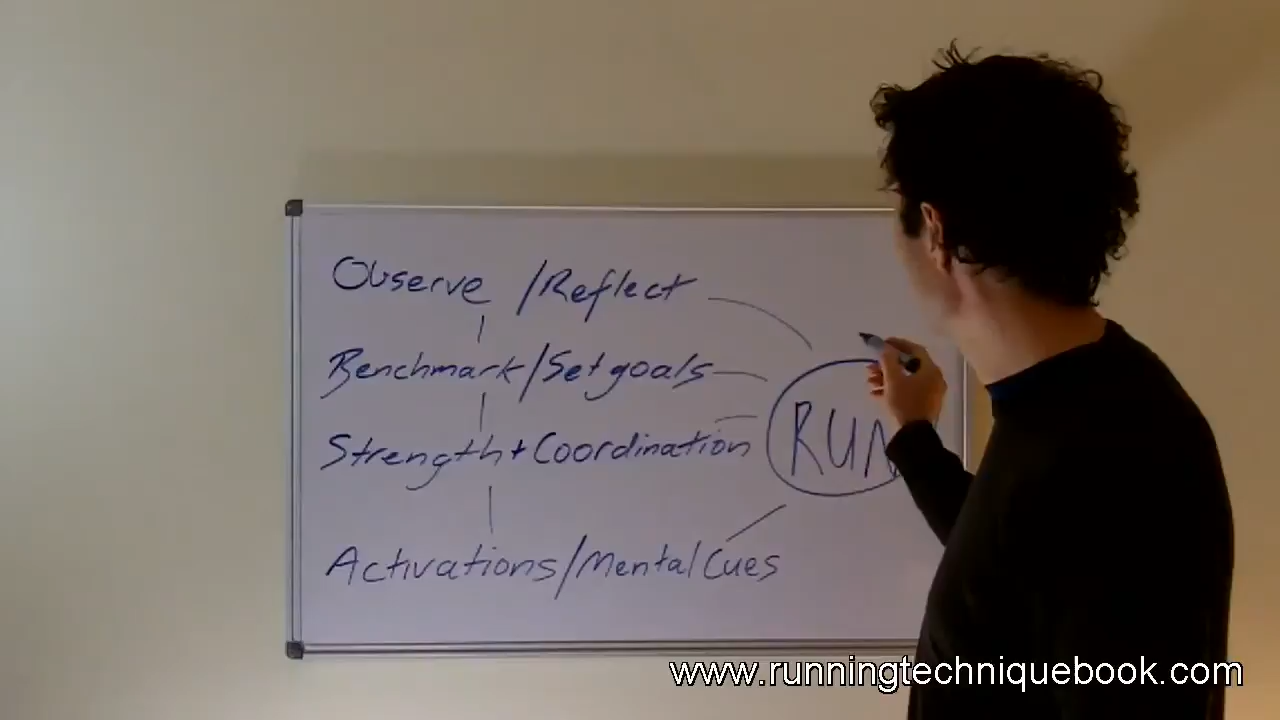 Observe /Reflect
Benchmark/Set goals
Strength + Coordination
RUN
Activations/Mental Cues
www.runningtechniquebook.com